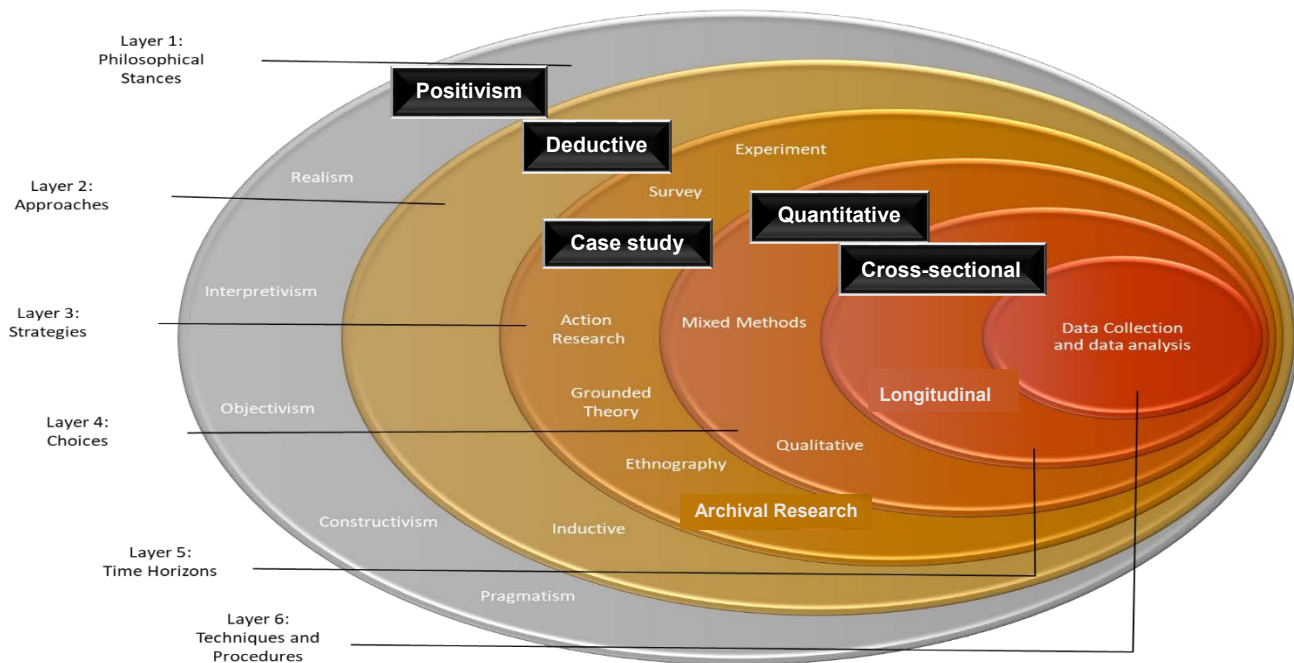 Layer 1:
Philosophical
Stances
Positivism
Deductive
Experiment
Realism
Layer 2:
Approaches
Survey
Quantitative
Case study
Cross-sectional
Interpretivism
Layer 3:
Strategies
Action
Research
Mixed Methods
Data Collection
and data analysis
Grounded
Theory
Longitudinal
Objectivism
Layer 4:
Choices
Qualitative
Ethnography
Archival Research
Constructivism
Inductive
Layer 5:
Time Horizons
Pragmatism
Layer 6:
Techniques and
Procedures